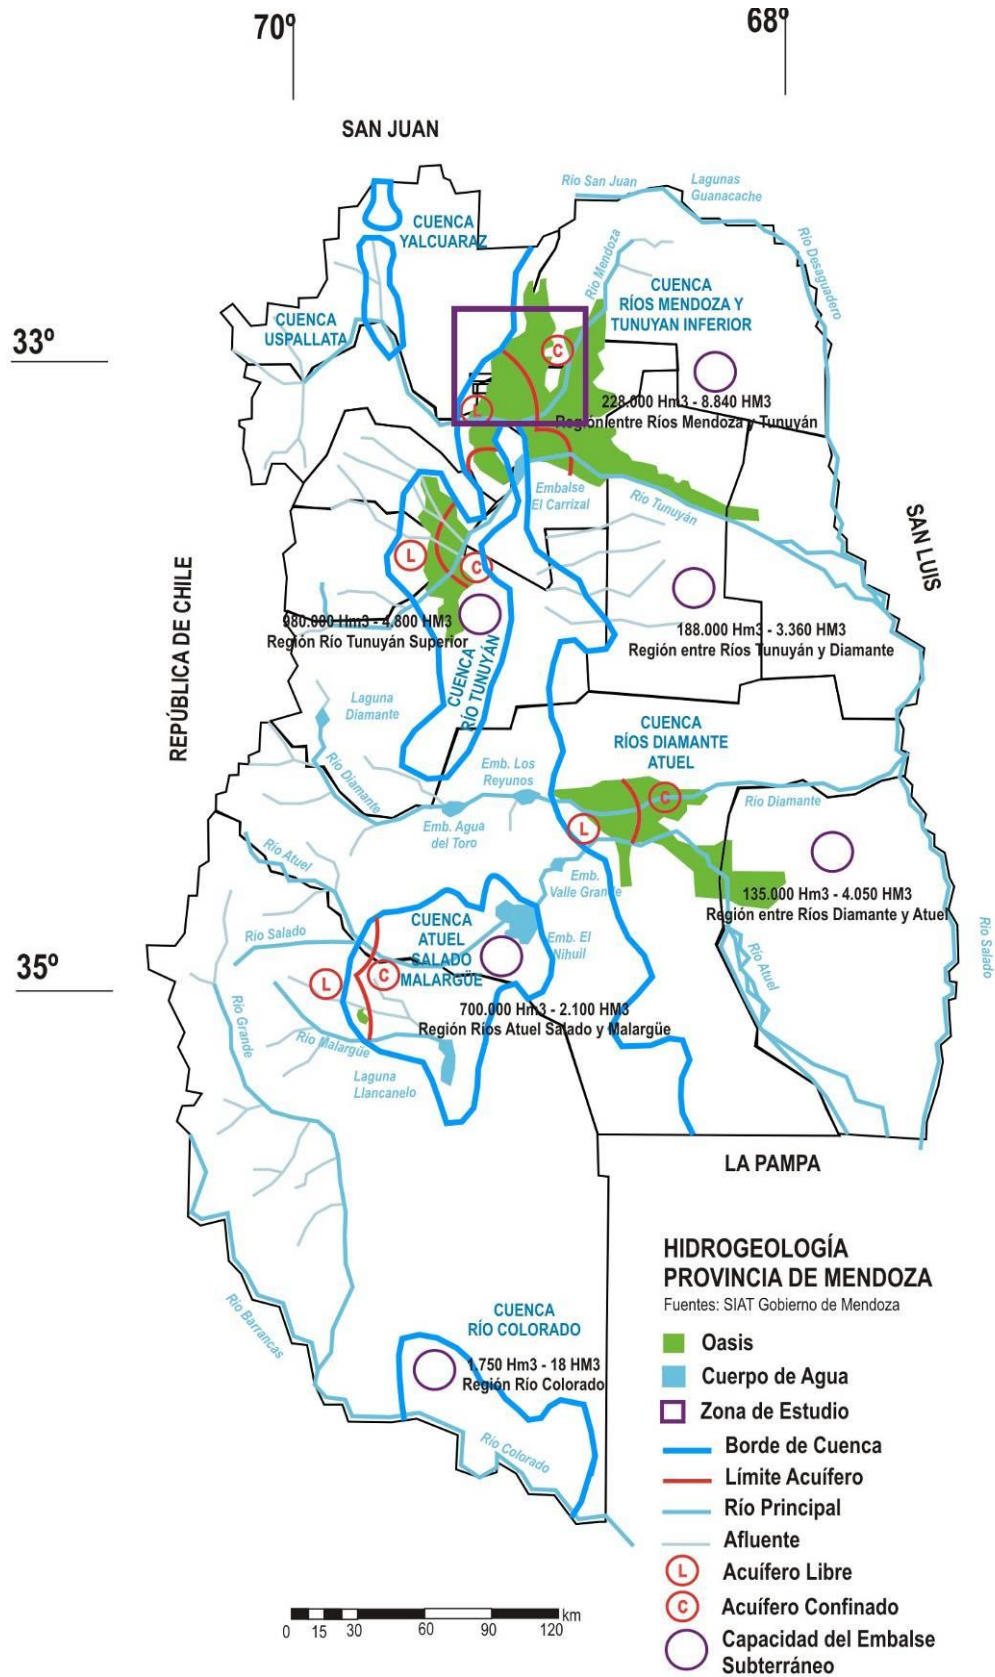 70º
68º
SAN JUAN
Río San Juan
Lagunas
Guanacache
CUENCA
YALCUARAZ
Río Mendoza
Río Desaguadero
CUENCA
RÍOS MENDOZA Y
TUNUYAN INFERIOR
CUENCA
USPALLATA
33º
C
L
228.000 Hm3 - 8.840 HM3
Región entre Ríos Mendoza y Tunuyán
Embalse
El Carrizal
Río Tunuyán
SAN LUIS
REPÚBLICA DE CHILE
L
C
980.000 Hm3 - 4.800 HM3
Región Río Tunuyán Superior
188.000 Hm3 - 3.360 HM3
Región entre Ríos Tunuyán y Diamante
CUENCA
RÍO TUNUYÁN
Laguna
Diamante
CUENCA
RÍOS DIAMANTE
ATUEL
Río Diamante
Emb. Los
Reyunos
C
Río Diamante
Emb. Agua
del Toro
L
Río Atuel
Emb.
Valle Grande
135.000 Hm3 - 4.050 HM3
Región entre Ríos Diamante y Atuel
CUENCA
ATUEL
SALADO
MALARGÜE
Río Salado
Emb. El
Nihuil
Río Atuel
Río Salado
35º
L
C
700.000 Hm3 - 2.100 HM3
Región Ríos Atuel Salado y Malargüe
Río Grande
Río Malargüe
Laguna
Llancanelo
LA PAMPA
Río Barrancas
CUENCA
RÍO COLORADO
1.750 Hm3 - 18 HM3
Región Río Colorado
Río Colorado
HIDROGEOLOGÍA
PROVINCIA DE MENDOZA
Fuentes: SIAT Gobierno de Mendoza
Oasis
Cuerpo de Agua
Zona de Estudio
Borde de Cuenca
Límite Acuífero
Río Principal
Afluente
L Acuífero Libre
C Acuífero Confinado
Capacidad del Embalse
Subterráneo
km
0 15 30 60 90 120